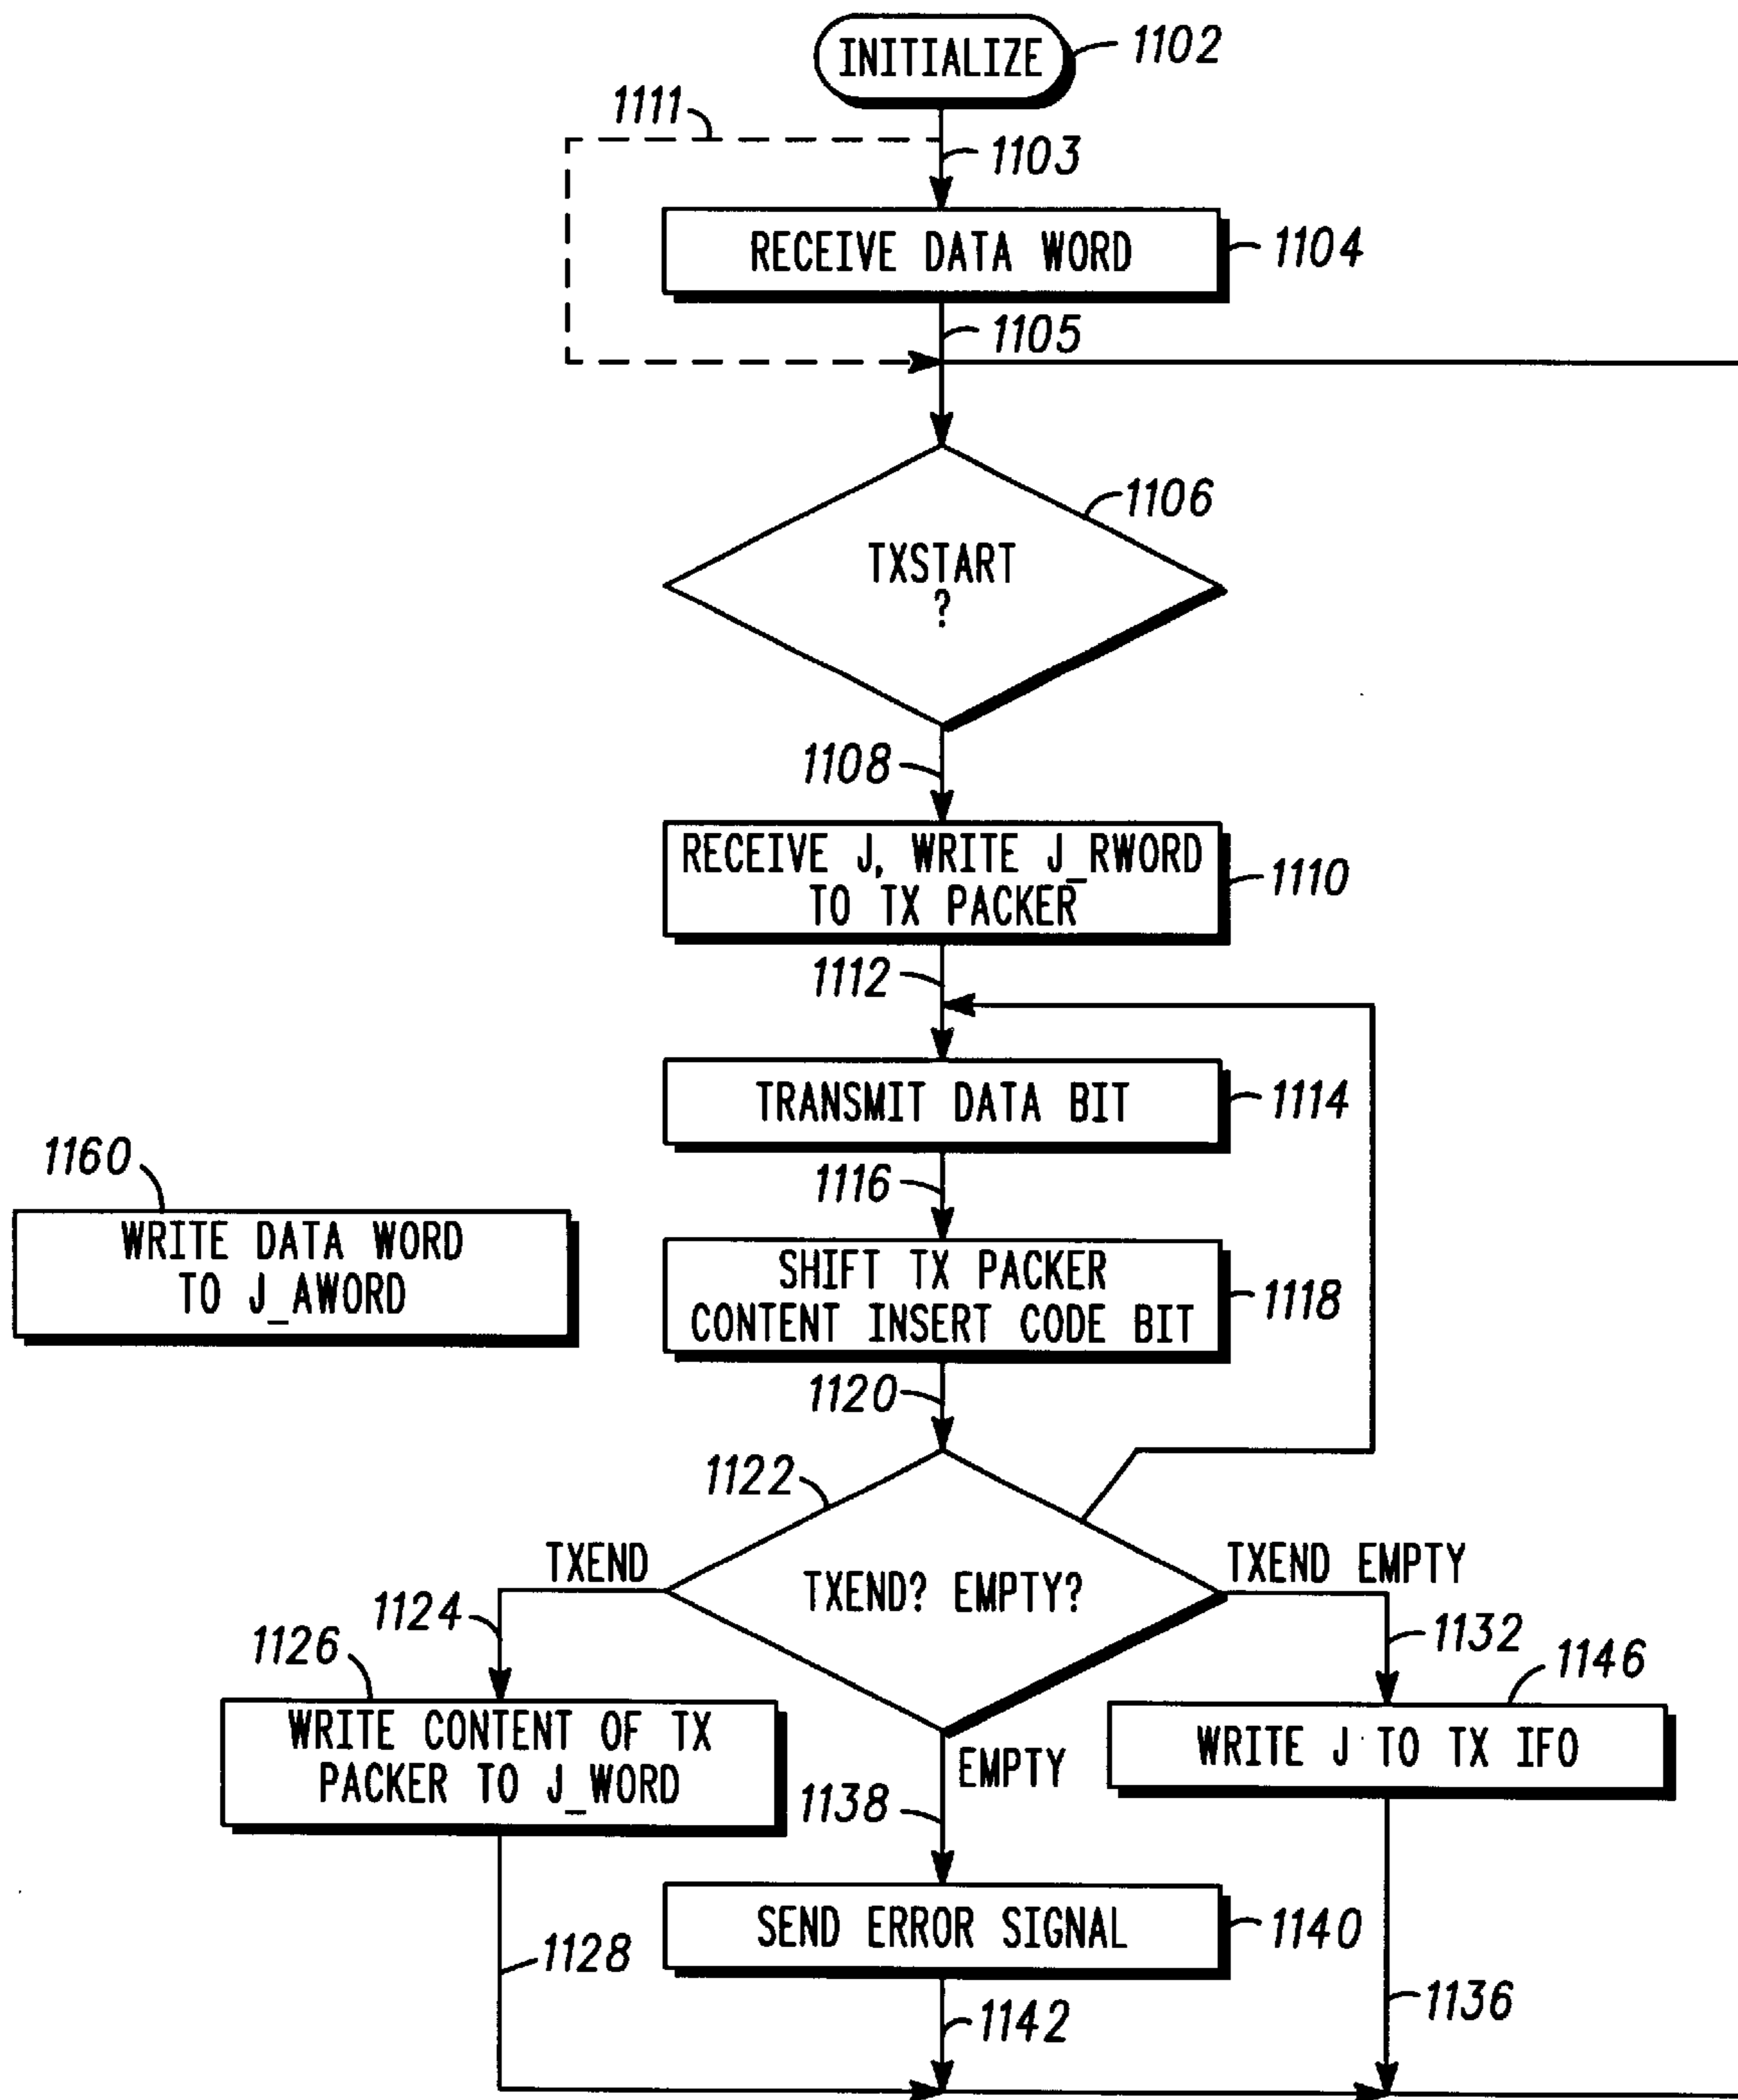 INITIALIZE
1102
1111
1103
RECEIVE DATA WORD
1104
1105
1106
TXSTART
?
1108
RECEIVE J, WRITE J_RWORD
TO TX PACKER
1110
1112
TRANSMIT DATA BIT
1114
1160
1116
WRITE DATA WORD
TO J_AWORD
SHIFT TX PACKER
CONTENT INSERT CODE BIT
1118
1120
1122
TXEND
TXEND? EMPTY?
TXEND EMPTY
1124
1132
1126
1146
WRITE CONTENT OF TX
PACKER TO J_WORD
EMPTY
WRITE J TO TX IFO
1138
SEND ERROR SIGNAL
1140
1128
1142
1136